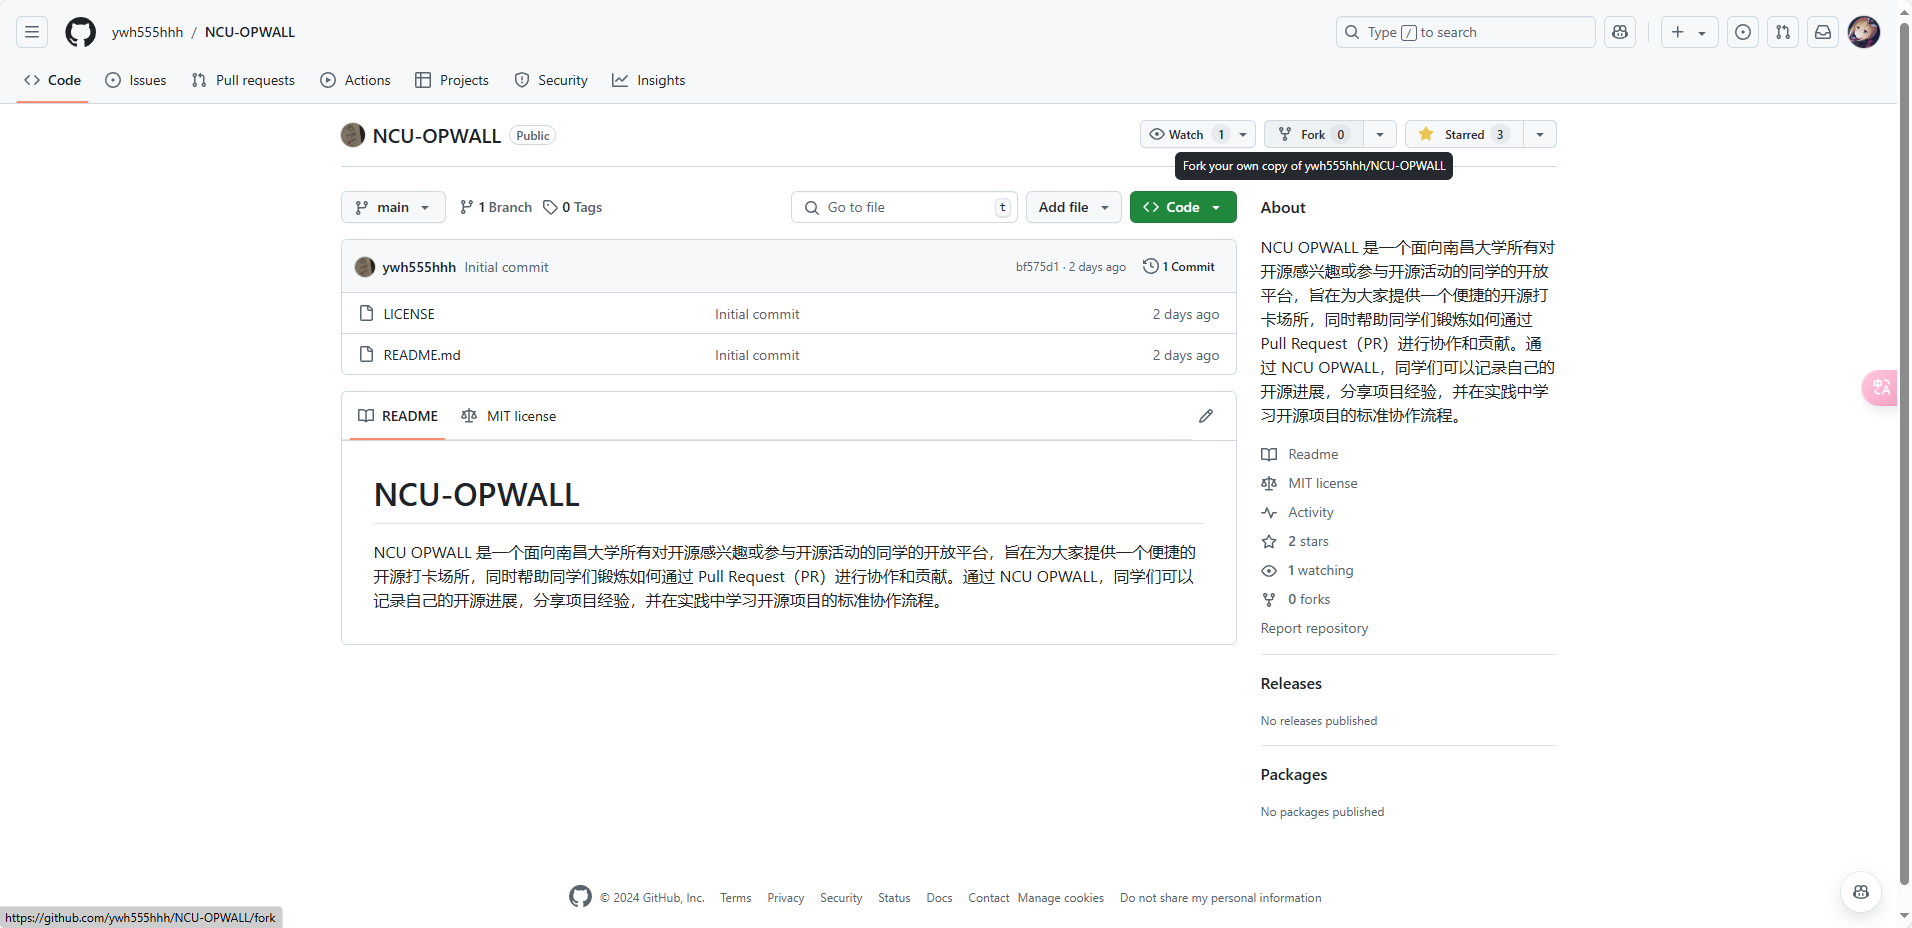 ywh555hhh / NCU-OPWALL
Type / to search
Code Issues Pull requests Actions Projects Security Insights
NCU-OPWALL Public
Watch 1 Fork 0 Starred 3
Fork your own copy of ywh555hhh/NCU-OPWALL
main 1 Branch 0 Tags
Go to file t
Add file
Code
ywh555hhh Initial commit
bf575d1 · 2 days ago 1 Commit
LICENSE Initial commit 2 days ago
README.md Initial commit 2 days ago
README MIT license
NCU-OPWALL
NCU OPWALL 是一个面向南昌大学所有对开源感兴趣或参与开源活动的同学的开放平台，旨在为大家提供一个便捷的
开源打卡场所，同时帮助同学们锻炼如何通过 Pull Request（PR）进行协作和贡献。通过 NCU OPWALL，同学们可以
记录自己的开源进展，分享项目经验，并在实践中学习开源项目的标准协作流程。
About
NCU OPWALL 是一个面向南昌大学所有对
开源感兴趣或参与开源活动的同学的开放
平台，旨在为大家提供一个便捷的开源打
卡场所，同时帮助同学们锻炼如何通过
Pull Request（PR）进行协作和贡献。通
过 NCU OPWALL，同学们可以记录自己的
开源进展，分享项目经验，并在实践中学
习开源项目的标准协作流程。
Readme
MIT license
Activity
2 stars
1 watching
0 forks
Report repository
Releases
No releases published
Packages
No packages published
© 2024 GitHub, Inc. Terms Privacy Security Status Docs Contact Manage cookies Do not share my personal information
https://github.com/ywh555hhh/NCU-OPWALL/fork